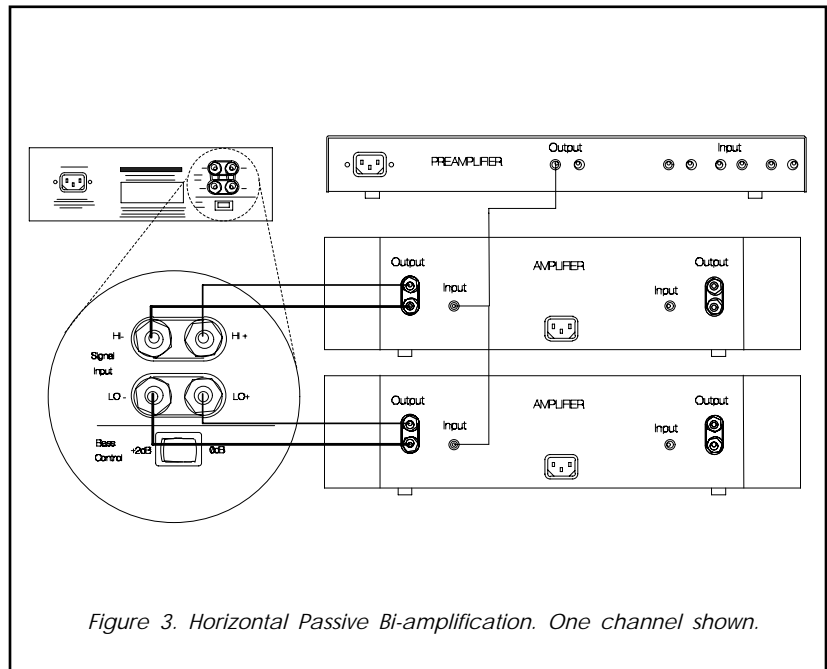 Output
Input
PREAMPLIFIER
Output
AMPLIFIER
Output
Input
Input
HI-
HI +
Signal
Input
LO -
LO+
Bass
Control
+2dB
0dB
Output
AMPLIFIER
Output
Input
Input
Figure 3. Horizontal Passive Bi-amplification. One channel shown.